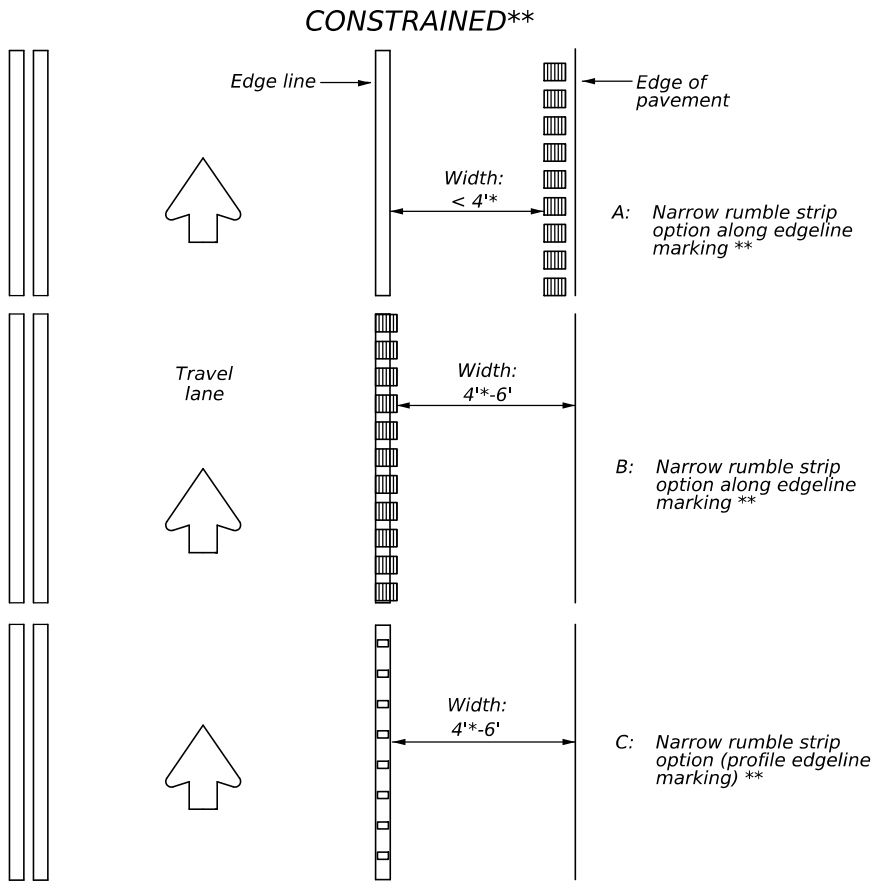 CONSTRAINED**
Edge line
Edge of
pavement
Width:
< 4'*
A: Narrow rumble strip
option along edgeline
marking **
Travel
lane
Width:
4'*-6'
B: Narrow rumble strip
option along edgeline
marking **
Width:
4'*-6'
C: Narrow rumble strip
option (profile edgeline
marking) **